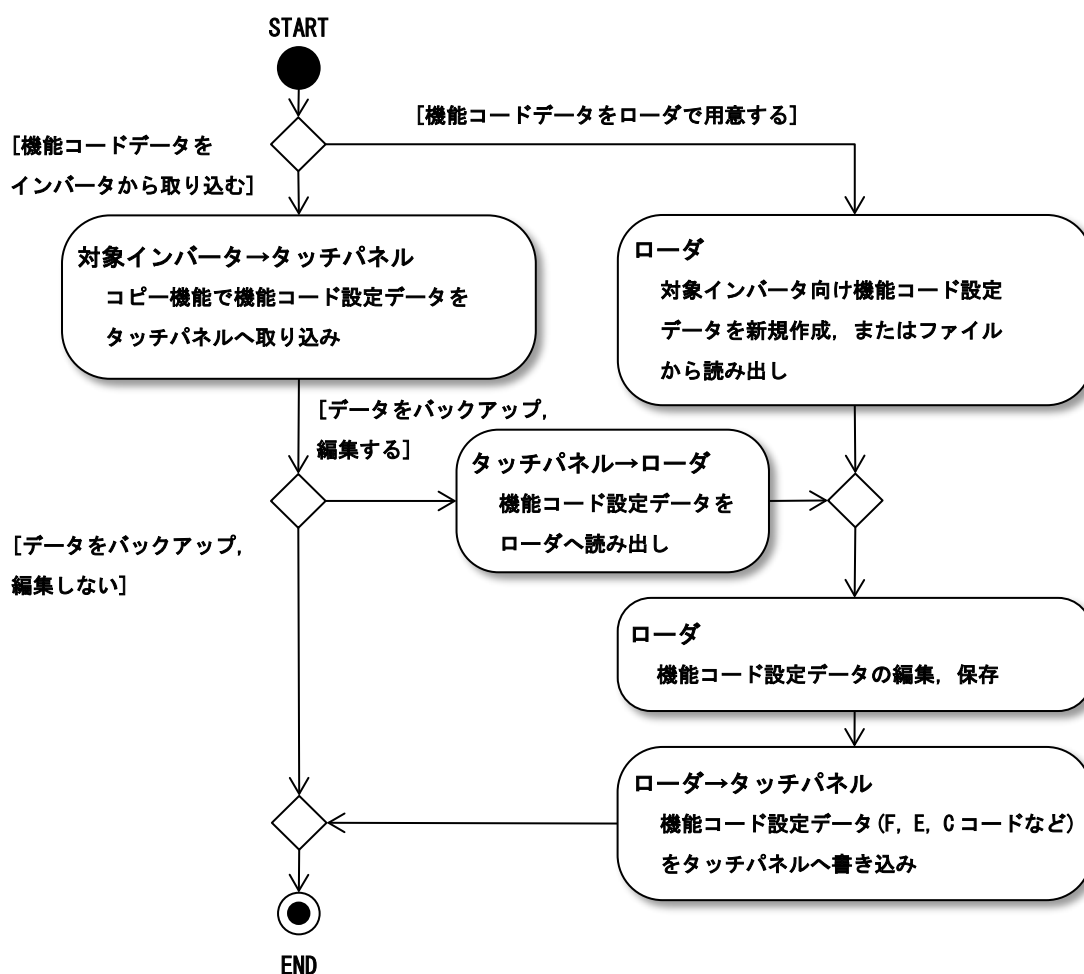 START
[機能コードデータをローダで用意する]
[機能コードデータを
インバータから取り込む]
対象インバータ→タッチパネル
コピー機能で機能コード設定データを
タッチパネルへ取り込み
ローダ
対象インバータ向け機能コード設定
データを新規作成，またはファイル
から読み出し
[データをバックアップ，
編集する]
タッチパネル→ローダ
機能コード設定データを
ローダへ読み出し
[データをバックアップ，
編集しない]
ローダ
機能コード設定データの編集，保存
ローダ→タッチパネル
機能コード設定データ(F, E, C コードなど)
をタッチパネルへ書き込み
END